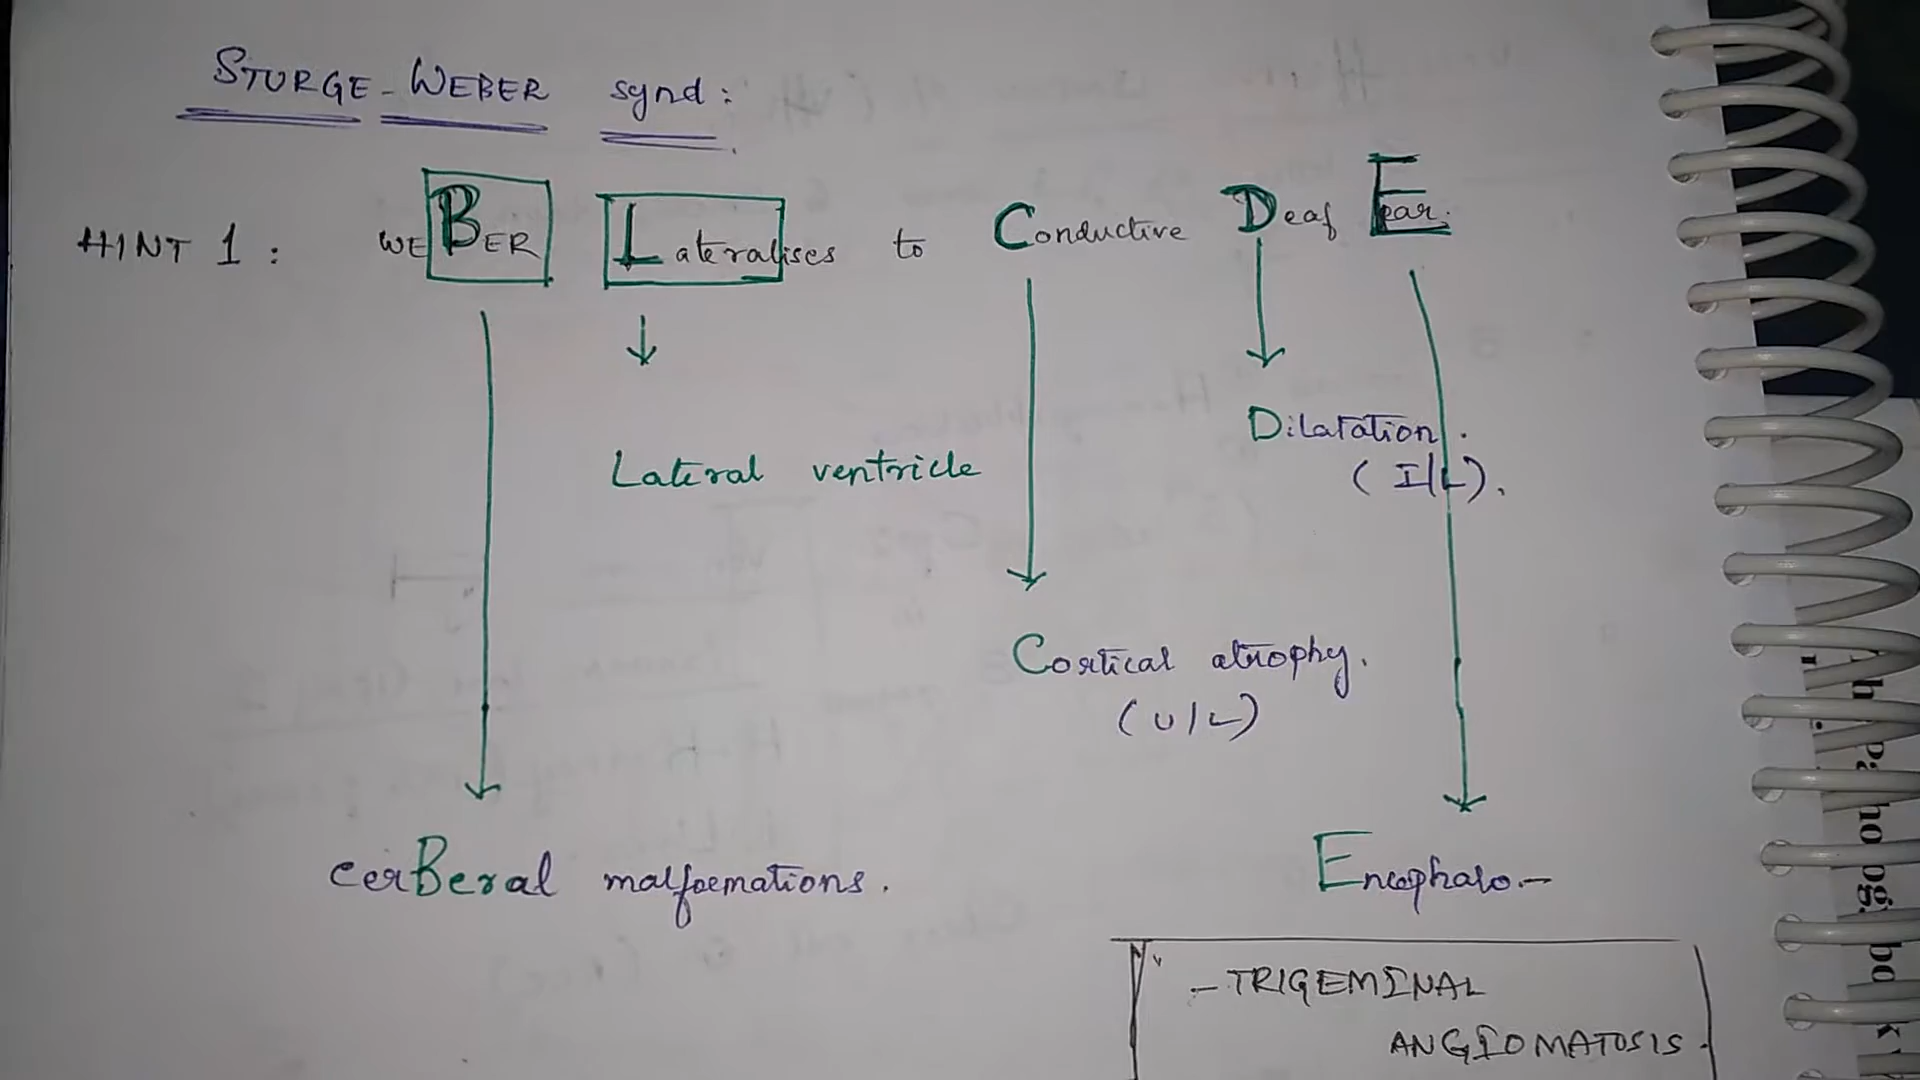 STURGE-WEBER synd:
HINT 1 : WEBER Lateralises to Conductive Deaf Ear.
Dilatation.
(I/L).
Lateral ventricle
Cortical atrophy.
(U/L)
cerBeral malformations.
Encephalo.-
- TRIGEMINAL
ANGIOMATOSIS.